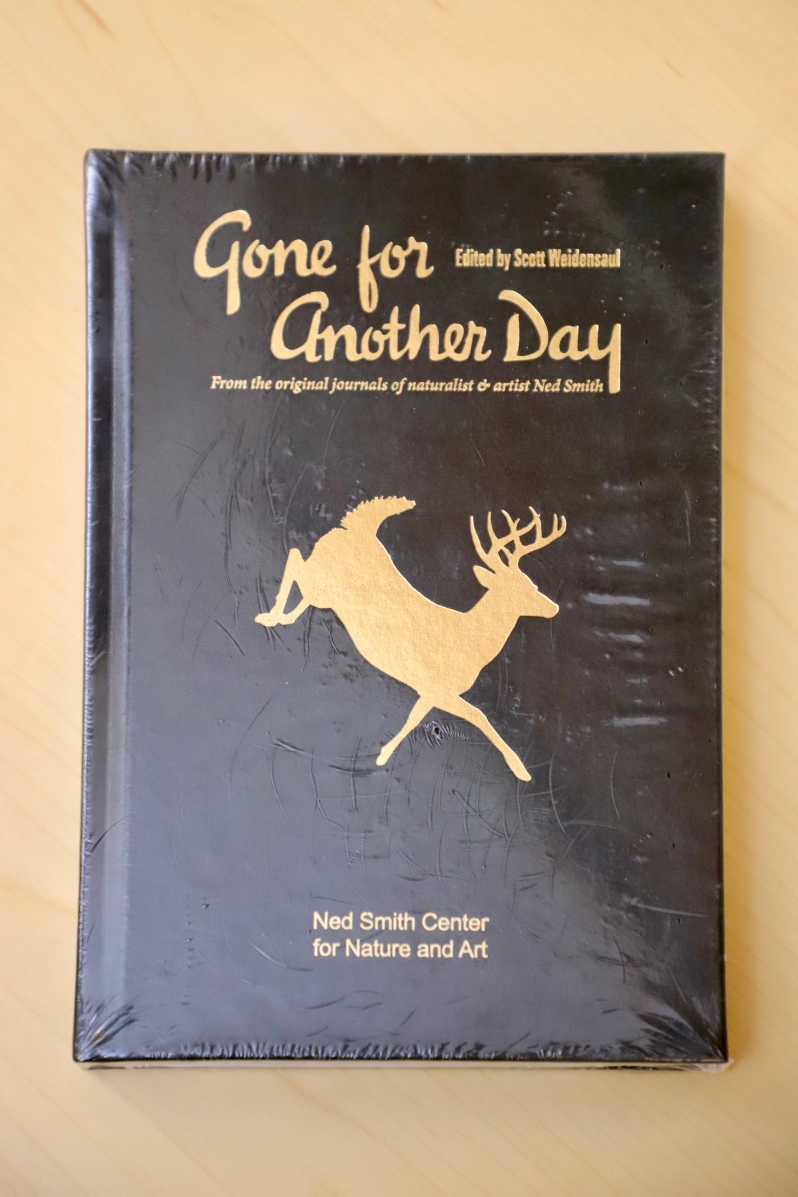 Gone for
Edited by Scott Weidensaul
Another Day
From the original journals of naturalist & artist Ned Smith
Ned Smith Center
for Nature and Art